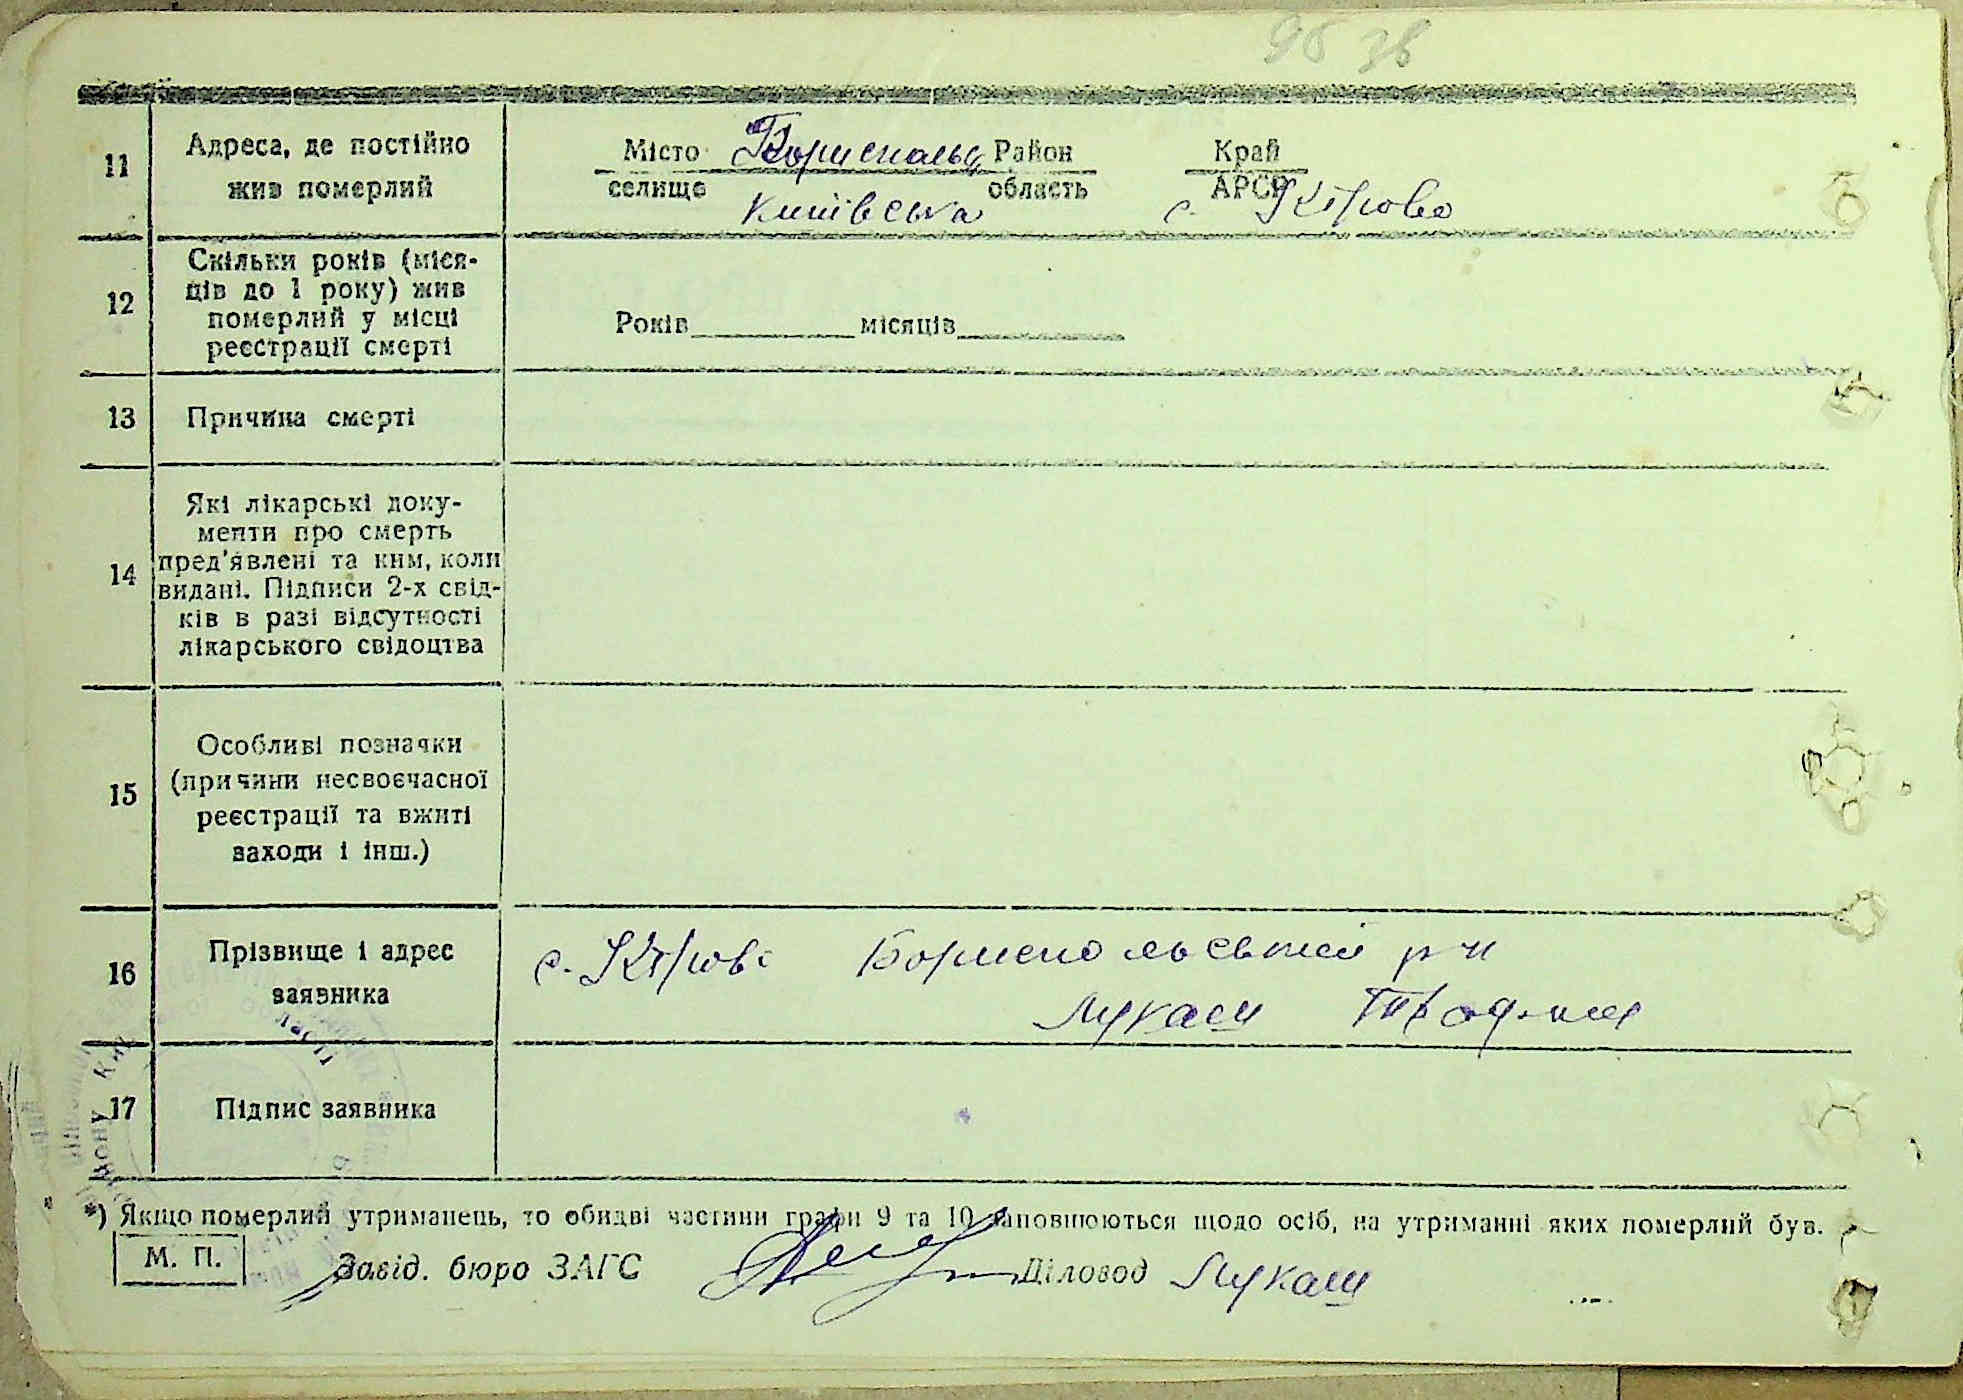 11
Адреса, де постійно
жив померлий
Місто Район Край
селище область АРСР
Київська с. Кірово
12
Скільки років (міся-
ців до 1 року) жив
померлий у місці
реєстрації смерті
Років місяців
13
Причина смерті
14
Які лікарські доку-
менти про смерть
пред'явлені та ким, коли
видані. Підписи 2-х свід-
ків в разі відсутності
лікарського свідоцтва
15
Особливі позначки
(причини несвоєчасної
реєстрації та вжиті
заходи і інш.)
16
Прізвище і адрес
заявника
с. Кірово р-н
Лукаш
17
Підпис заявника
*) Якщо померлий утриманець, то обидві частини графи 9 та 10 заповнюються щодо осіб, на утриманні яких померлий був.
М. П.
Завід. бюро ЗАГС Діловод Лукаш